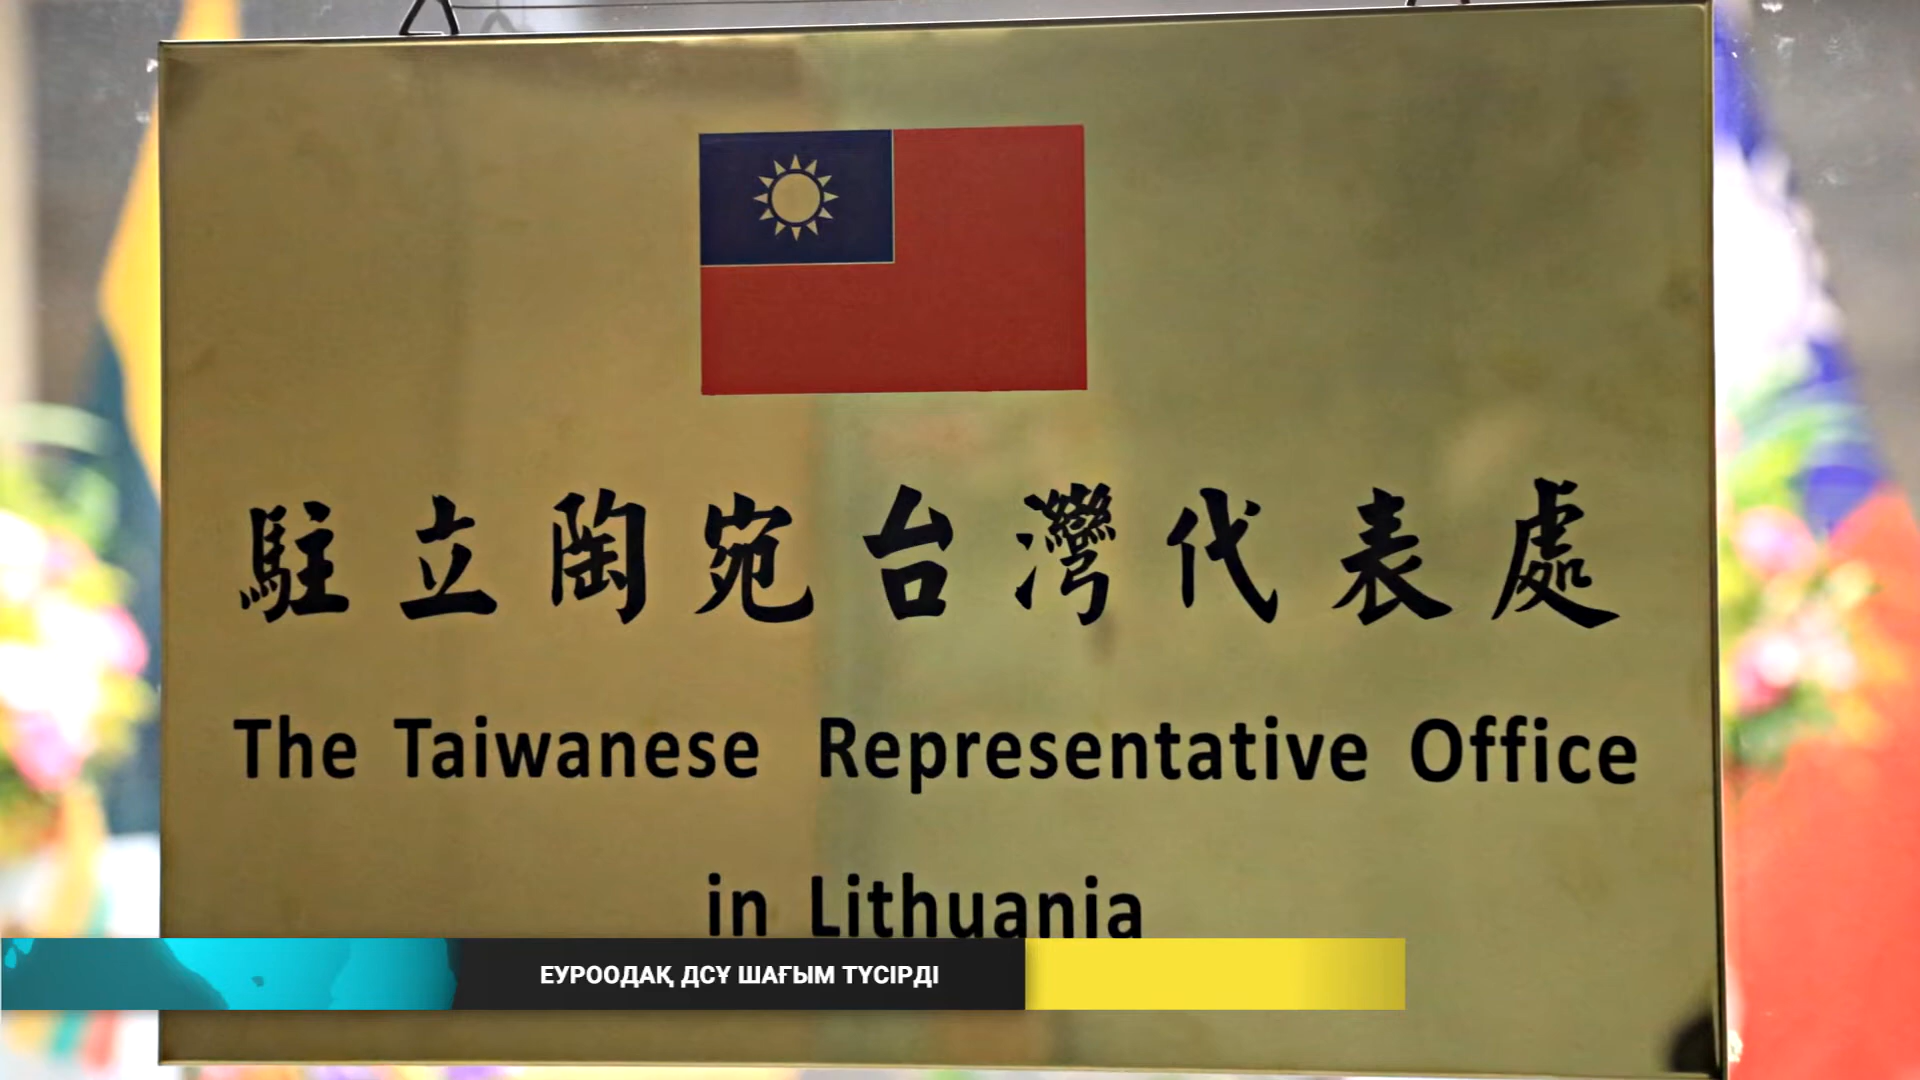 駐立陶宛台灣代表處
The Taiwanese Representative Office
in Lithuania
ЕУРООДАҚ ДСҰ ШАҒЫМ ТҮСІРДІ